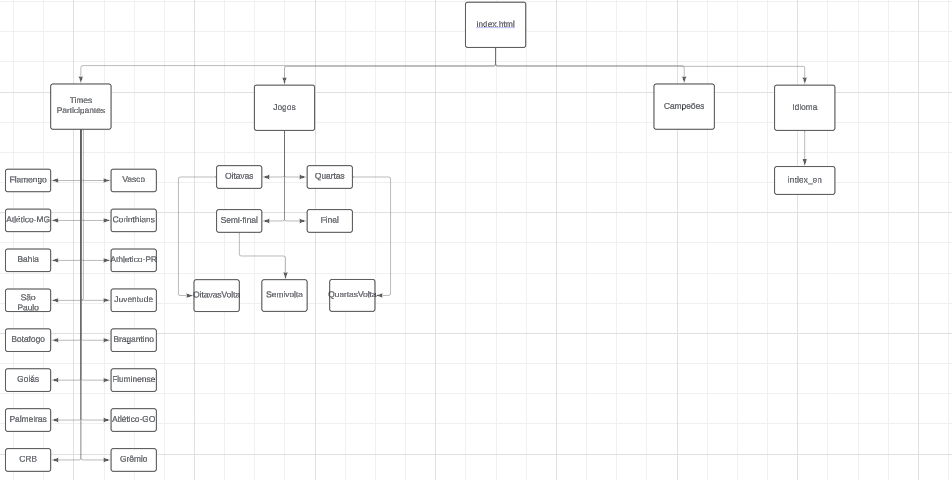 index.html
Times
Participantes
Jogos
Campeões
Idioma
Flamengo
Vasco
Oitavas
Quartas
index_en
Atlético-MG
Corinthians
Semi-final
Final
Bahia
Athletico-PR
São
Paulo
Juventude
OitavasVolta
Semivolta
QuartasVolta
Botafogo
Bragantino
Goiás
Fluminense
Palmeiras
Atlético-GO
CRB
Grêmio